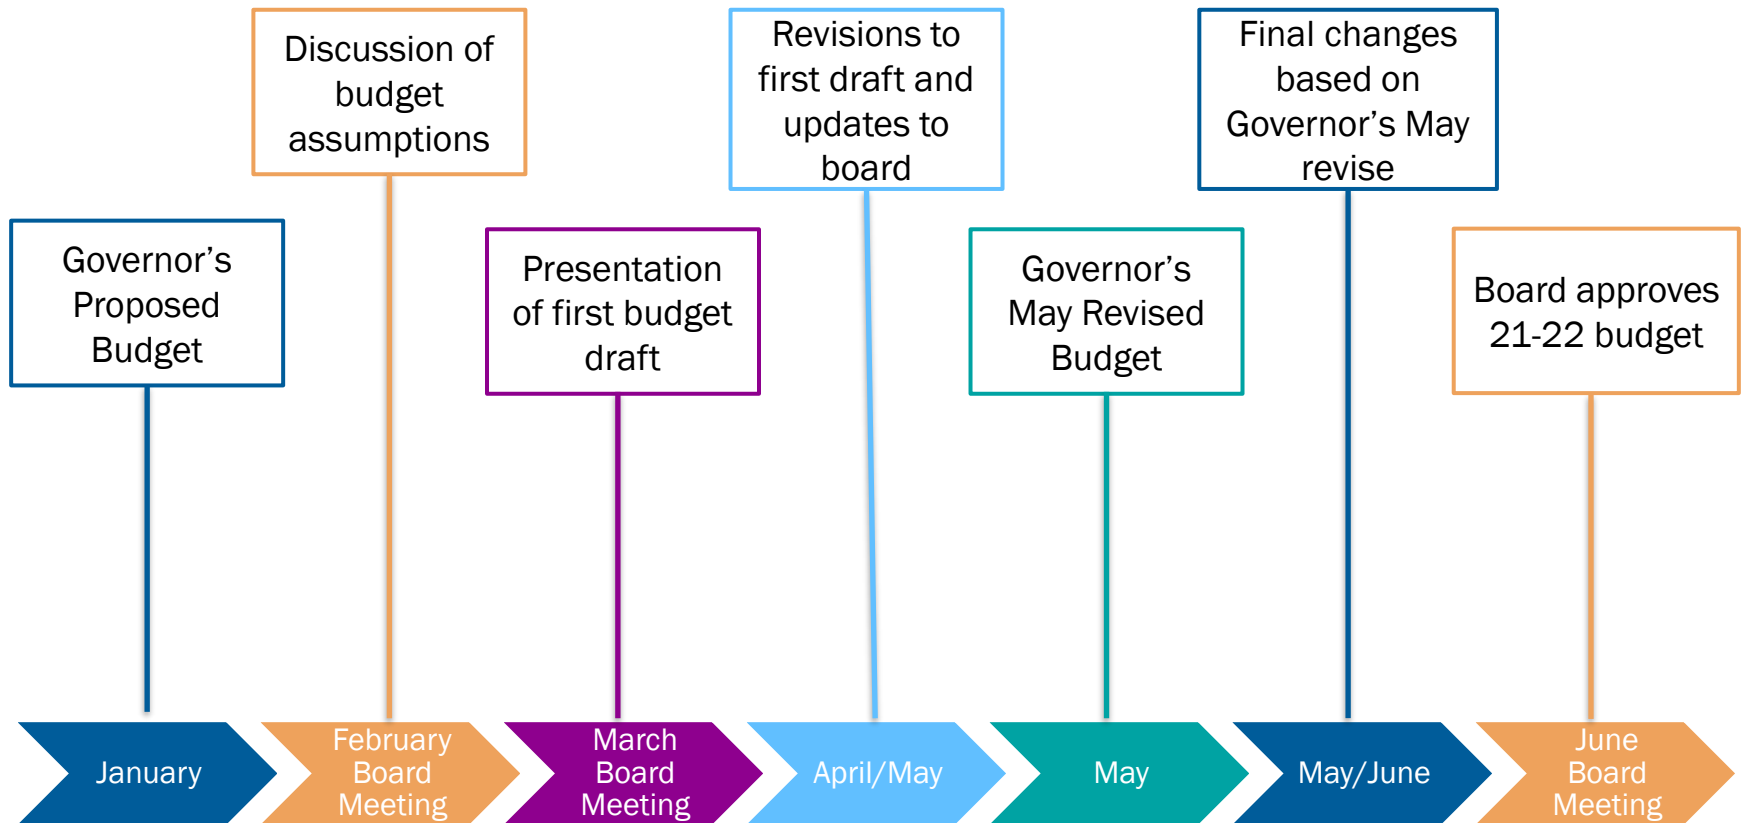 Governor’s
Proposed
Budget
Discussion of
budget
assumptions
Presentation
of first budget
draft
Revisions to
first draft and
updates to
board
Governor’s
May Revised
Budget
Final changes
based on
Governor’s May
revise
Board approves
21-22 budget
January
February
Board
Meeting
March
Board
Meeting
April/May
May
May/June
June
Board
Meeting